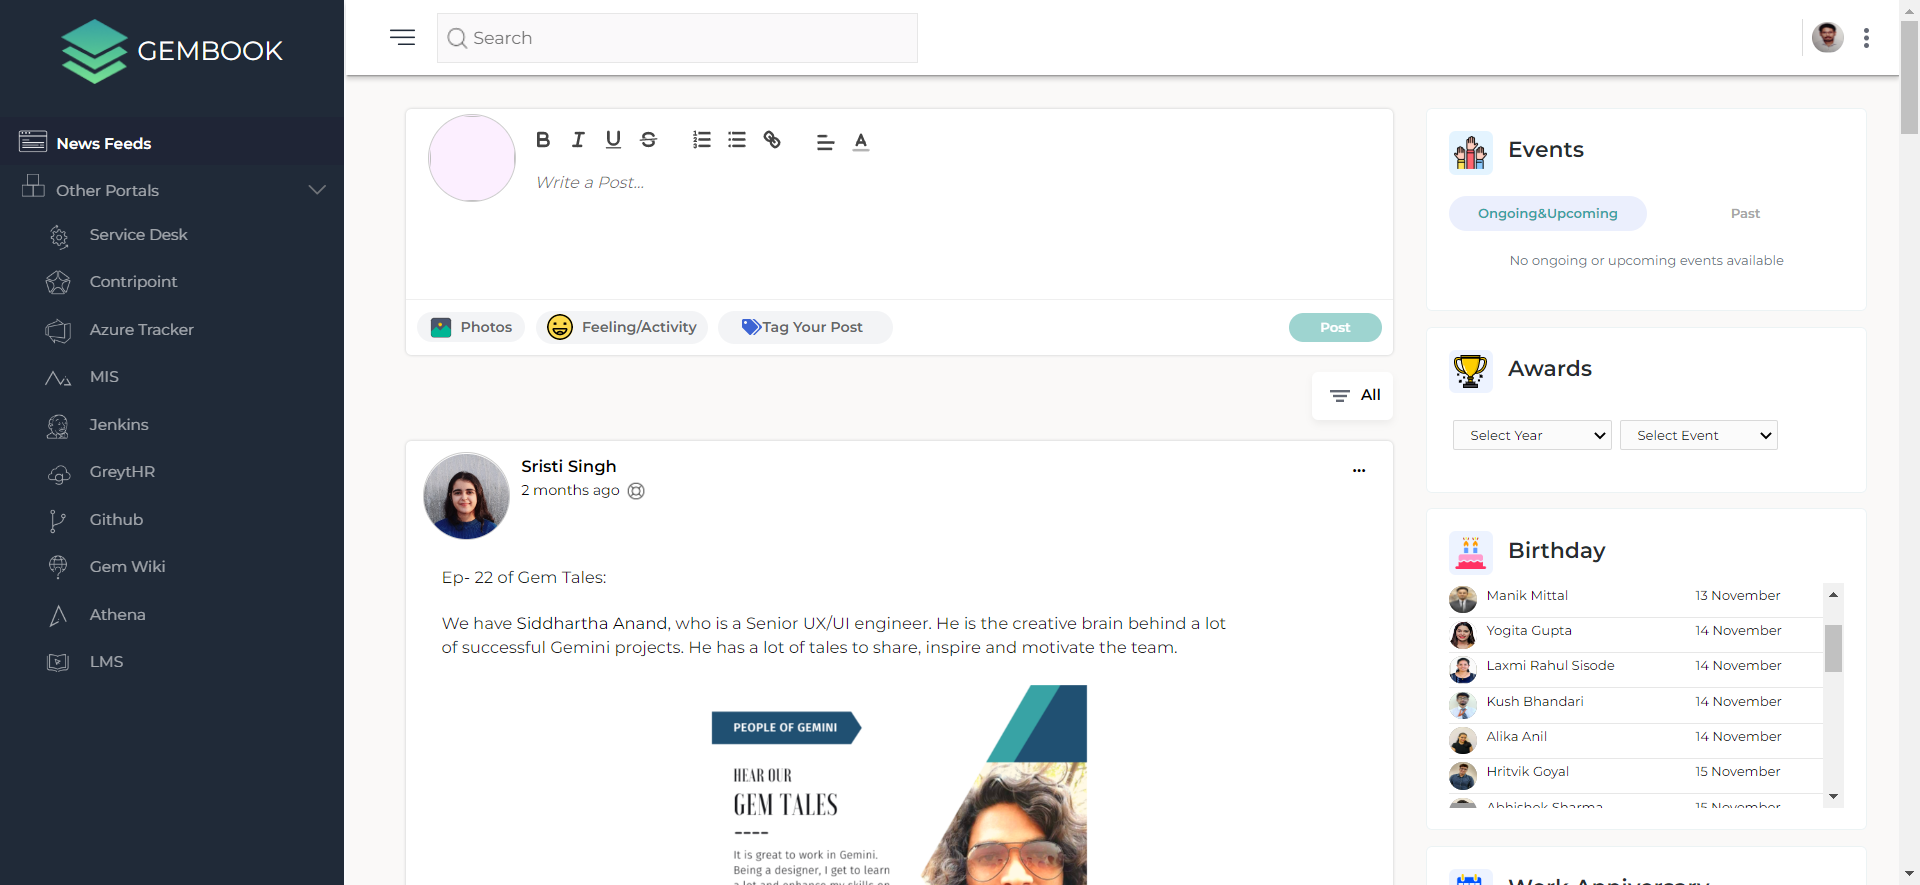 GEMBOOK
Search
News Feeds
Other Portals
Service Desk
Contripoint
Azure Tracker
MIS
Jenkins
GreytHR
Github
Gem Wiki
Athena
LMS
B I U S A
Write a Post...
Photos
Feeling/Activity
Tag Your Post
Post
All
Sristi Singh
2 months ago
Ep- 22 of Gem Tales:
We have Siddhartha Anand, who is a Senior UX/UI engineer. He is the creative brain behind a lot
of successful Gemini projects. He has a lot of tales to share, inspire and motivate the team.
PEOPLE OF GEMINI
HEAR OUR
GEM TALES
It is great to work in Gemini.
Being a designer, I get to learn
a lot and enhance my skills on
Events
Ongoing&Upcoming
Past
No ongoing or upcoming events available
Awards
Select Year
Select Event
Birthday
Manik Mittal 13 November
Yogita Gupta 14 November
Laxmi Rahul Sisode 14 November
Kush Bhandari 14 November
Alika Anil 14 November
Hritvik Goyal 15 November
Abhishek Sharma 15 November
Work Anniversary